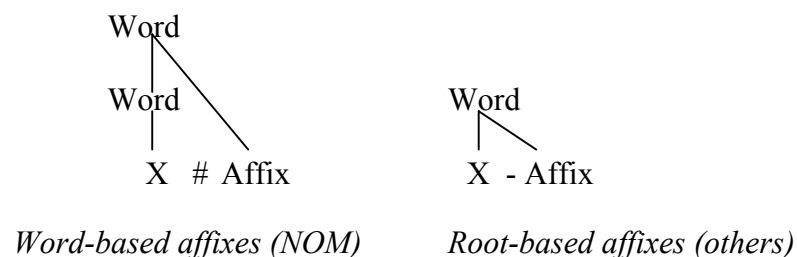 Word
Word Word
X # Affix X - Affix
Word-based affixes (NOM) Root-based affixes (others)